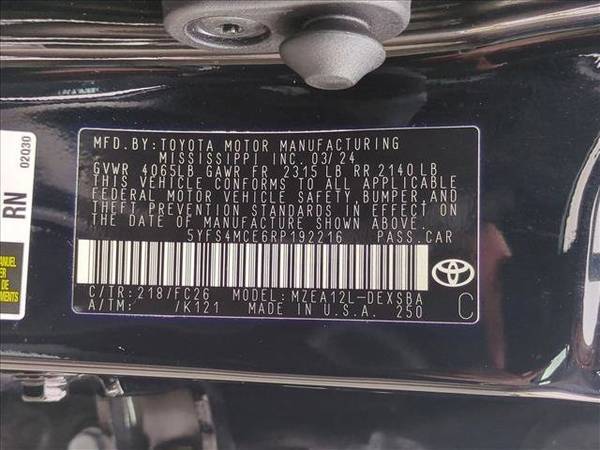 MFD.BY:TOYOTA MOTOR MANUFACTURING
MISSISSIPPI INC. 03/24
GVWR 4065LB GAWR FR 2315 LB RR 2140 LB
THIS VEHICLE CONFORMS TO ALL APPLICABLE
FEDERAL MOTOR VEHICLE SAFETY,BUMPER,AND
THEFT PREVENTION STANDARDS IN EFFECT ON
THE DATE OF MANUFACTURE SHOWN ABOVE.
5YFS4MCE6RP192216 PASS.CAR
C/TR:218/FC26 MODEL:MZEA12L-DEXSBA
A/TM: /K121 MADE IN U.S.A. 250
C
02030
RN
MANUEL